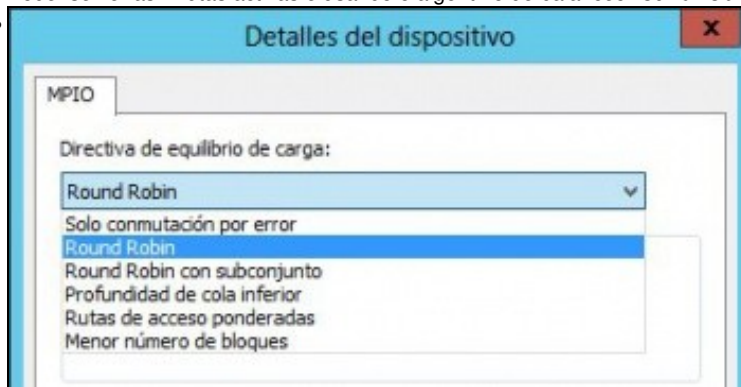 Detalles del dispositivo
x
MPIO
Directiva de equilibrio de carga:
Round Robin
Solo conmutación por error
Round Robin
Round Robin con subconjunto
Profundidad de cola inferior
Rutas de acceso ponderadas
Menor número de bloques